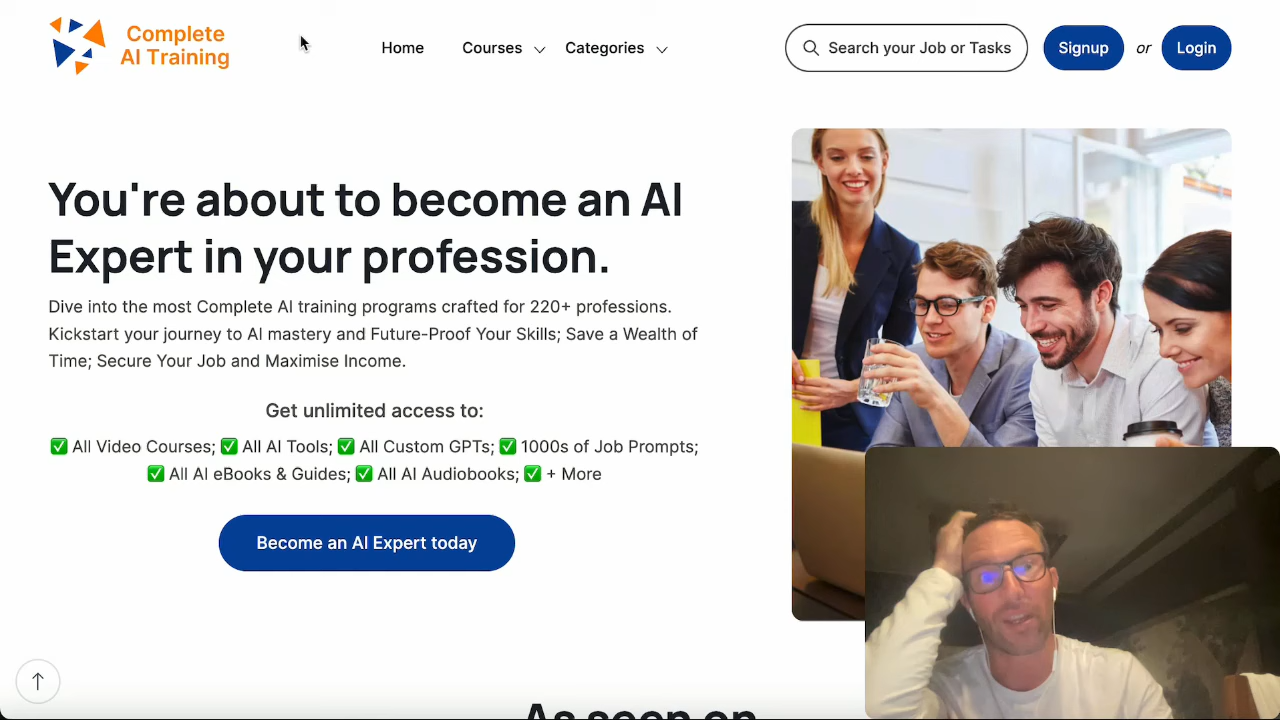 Complete
AI Training
Home
Courses
Categories
Search your Job or Tasks
Signup
or
Login
You're about to become an AI
Expert in your profession.
Dive into the most Complete AI training programs crafted for 220+ professions.
Kickstart your journey to AI mastery and Future-Proof Your Skills; Save a Wealth of
Time; Secure Your Job and Maximise Income.
Get unlimited access to:
✅ All Video Courses; ✅ All AI Tools; ✅ All Custom GPTs; ✅ 1000s of Job Prompts;
✅ All AI eBooks & Guides; ✅ All AI Audiobooks; ✅ + More
Become an AI Expert today
As seen on